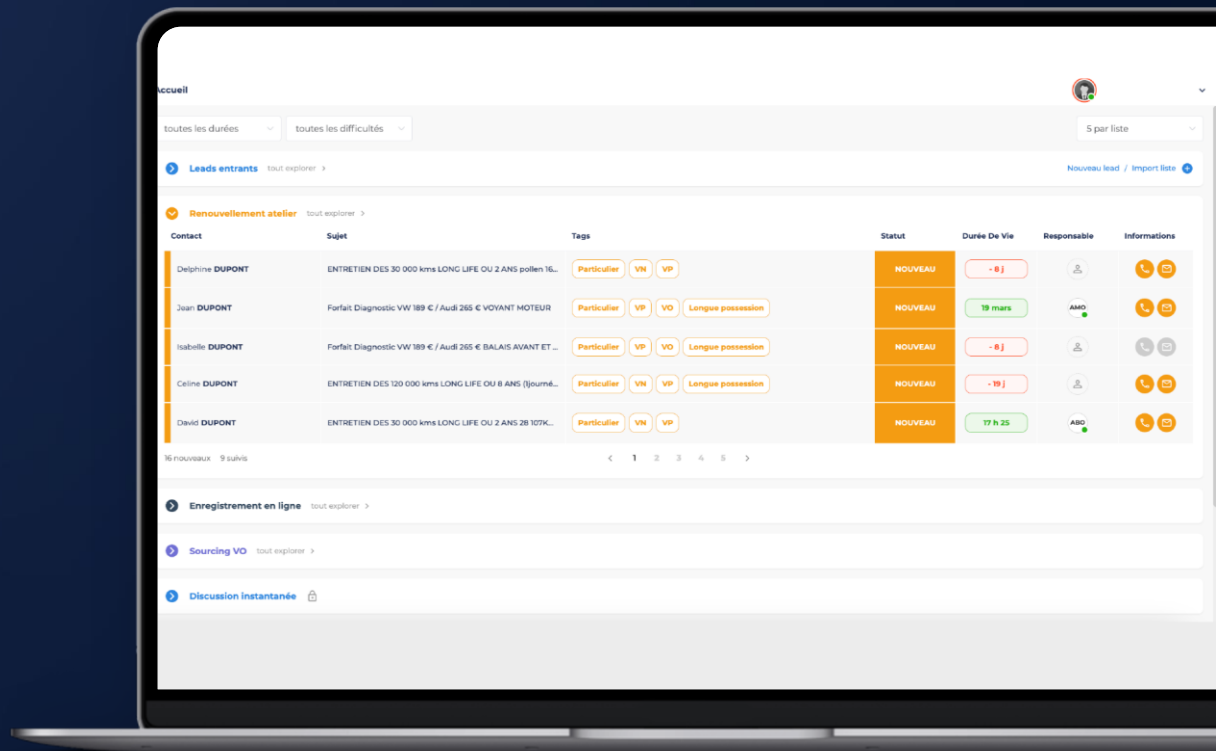 Accueil
toutes les durées toutes les difficultés 5 par liste
Leads entrants tout explorer > Nouveau lead / Import liste
Renouvellement atelier tout explorer >
Contact Sujet Tags Statut Durée De Vie Responsable Informations
Delphine DUPONT ENTRETIEN DES 30 000 kms LONG LIFE OU 2 ANS pollen 16... Particulier VN VP NOUVEAU - 8 j
Jean DUPONT Forfait Diagnostic VW 189 € / Audi 265 € VOYANT MOTEUR Particulier VP VO Longue possession NOUVEAU 19 mars AMO
Isabelle DUPONT Forfait Diagnostic VW 189 € / Audi 265 € BALAIS AVANT ET ... Particulier VP VO Longue possession NOUVEAU - 8 j
Celine DUPONT ENTRETIEN DES 120 000 kms LONG LIFE OU 8 ANS (1journé... Particulier VN VP Longue possession NOUVEAU - 19 j
David DUPONT ENTRETIEN DES 30 000 kms LONG LIFE OU 2 ANS 28 107K... Particulier VN VP NOUVEAU 17 h 25 ABO
16 nouveaux 9 suivis < 1 2 3 4 5 >
Enregistrement en ligne tout explorer >
Sourcing VO tout explorer >
Discussion instantanée